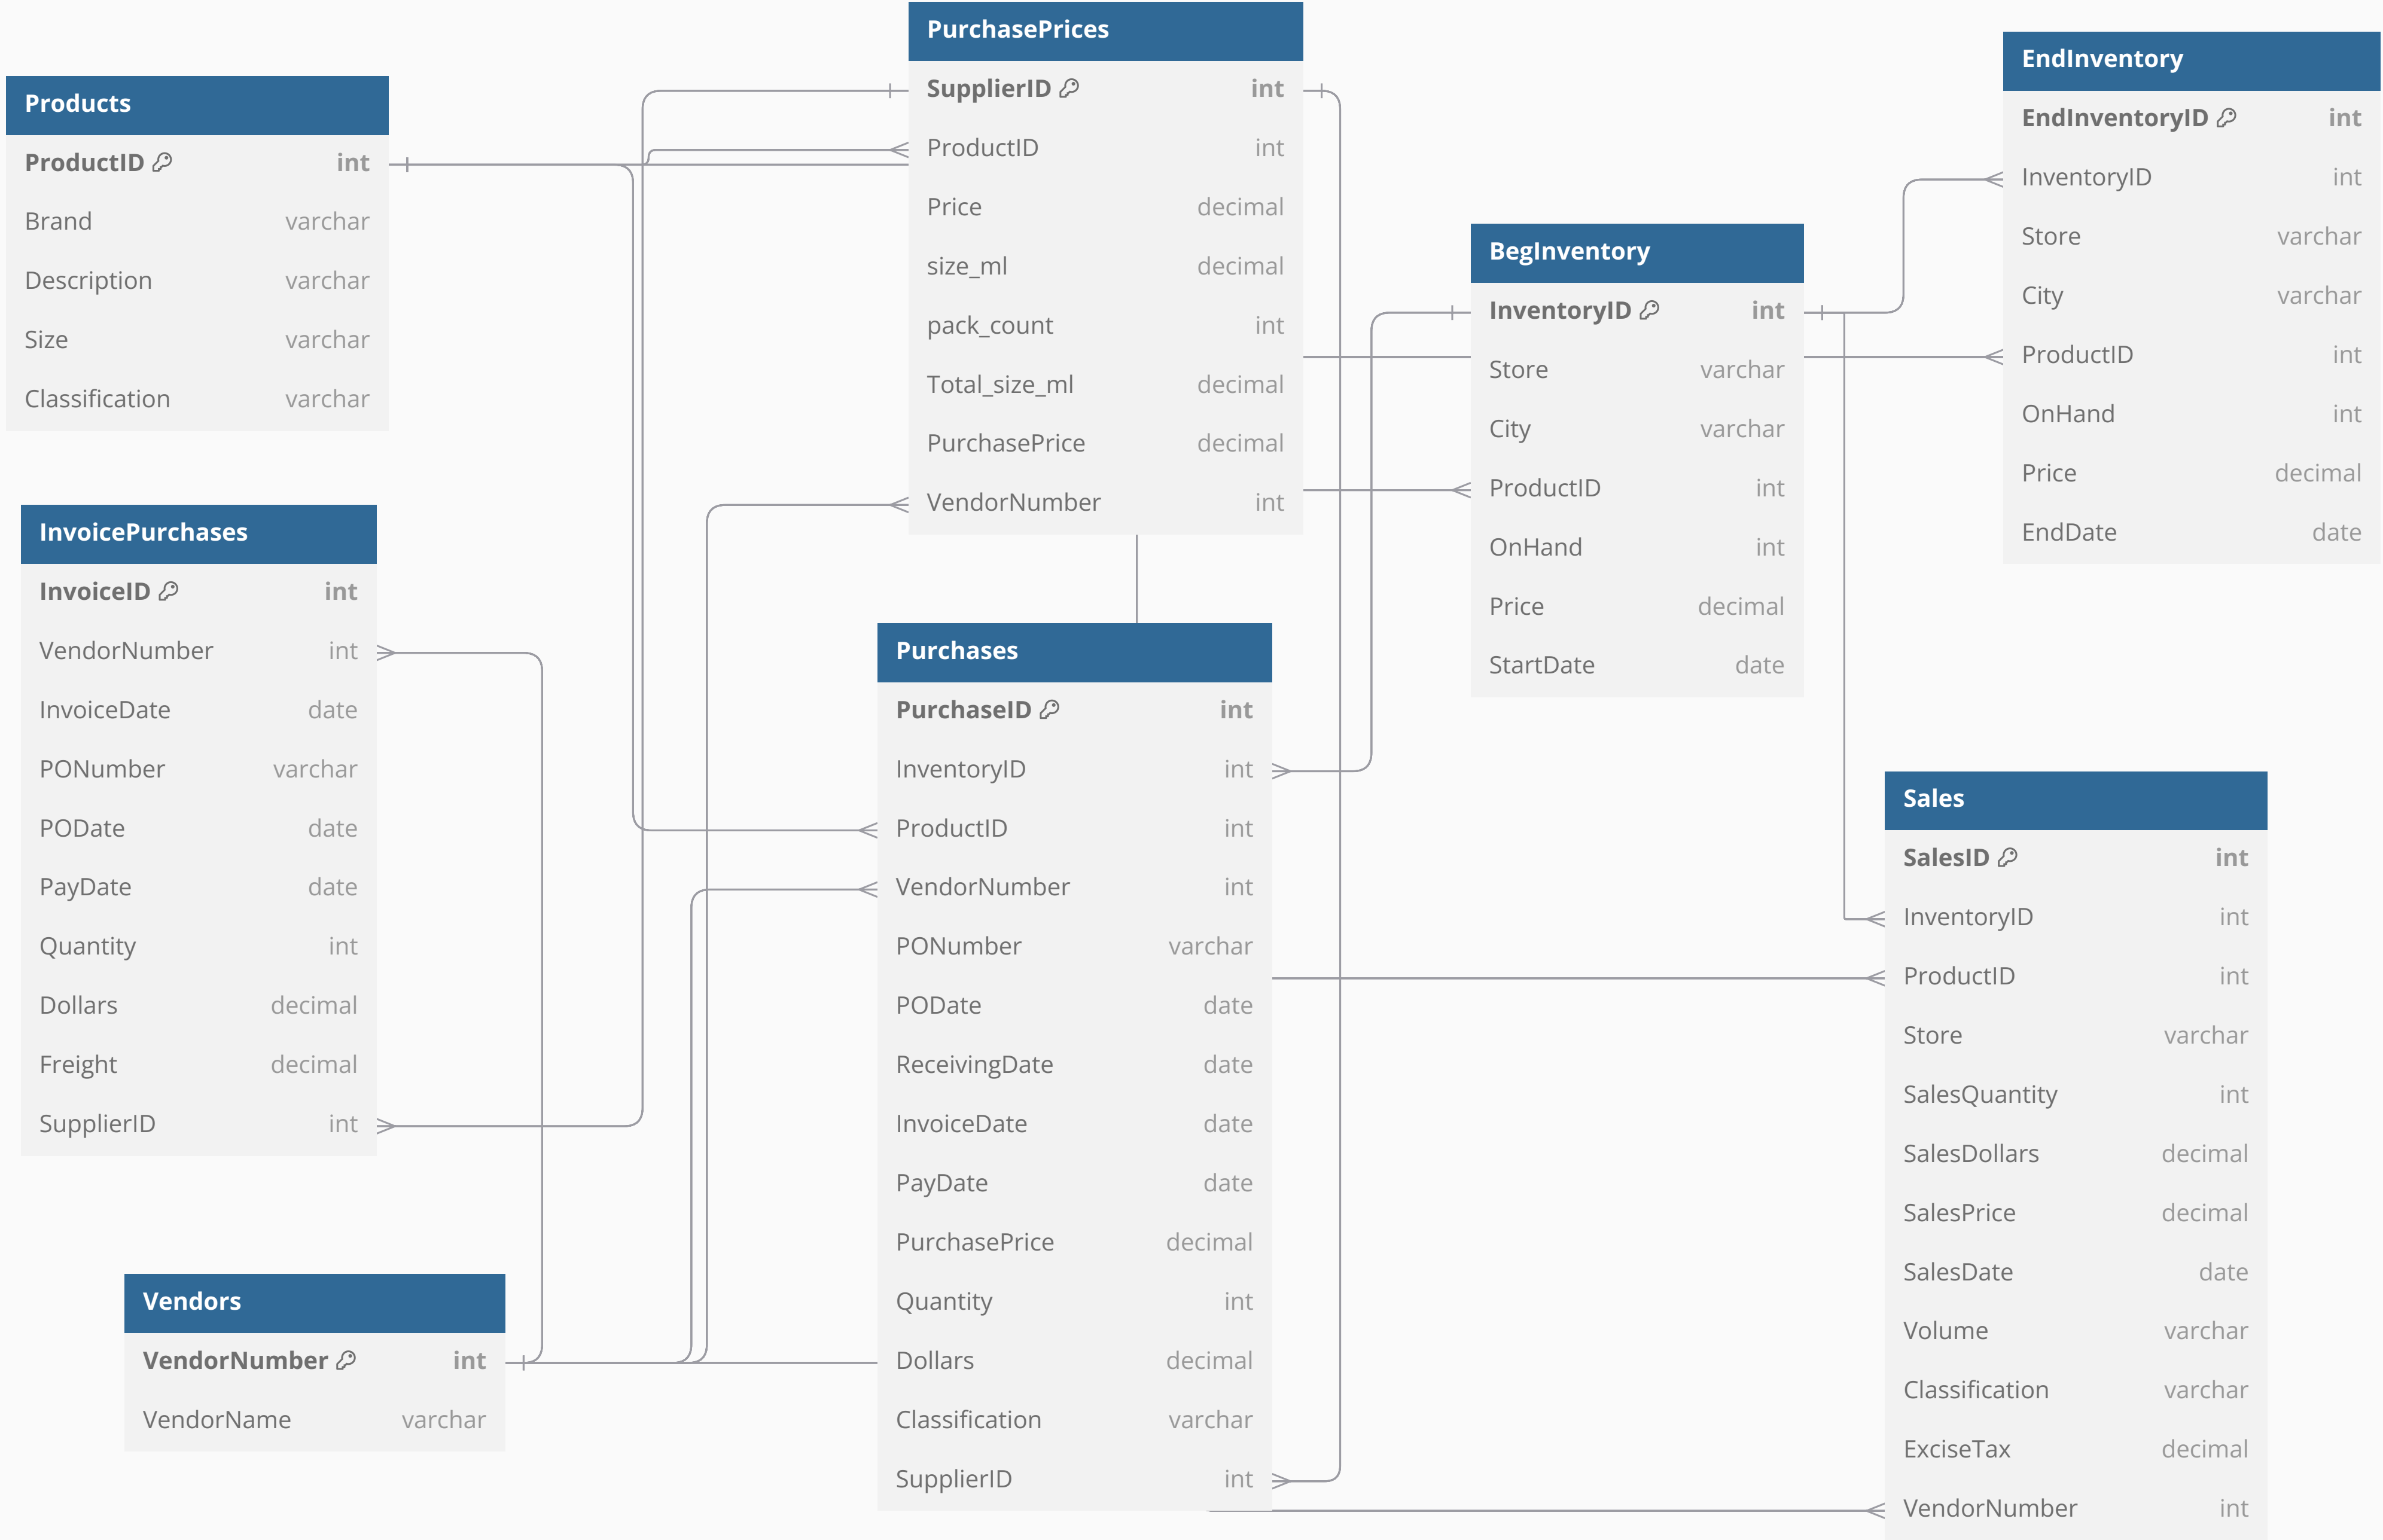 Products
ProductID int
Brand varchar
Description varchar
Size varchar
Classification varchar
InvoicePurchases
InvoiceID int
VendorNumber int
InvoiceDate date
PONumber varchar
PODate date
PayDate date
Quantity int
Dollars decimal
Freight decimal
SupplierID int
Vendors
VendorNumber int
VendorName varchar
PurchasePrices
SupplierID int
ProductID int
Price decimal
size_ml decimal
pack_count int
Total_size_ml decimal
PurchasePrice decimal
VendorNumber int
Purchases
PurchaseID int
InventoryID int
ProductID int
VendorNumber int
PONumber varchar
PODate date
ReceivingDate date
InvoiceDate date
PayDate date
PurchasePrice decimal
Quantity int
Dollars decimal
Classification varchar
SupplierID int
BegInventory
InventoryID int
Store varchar
City varchar
ProductID int
OnHand int
Price decimal
StartDate date
EndInventory
EndInventoryID int
InventoryID int
Store varchar
City varchar
ProductID int
OnHand int
Price decimal
EndDate date
Sales
SalesID int
InventoryID int
ProductID int
Store varchar
SalesQuantity int
SalesDollars decimal
SalesPrice decimal
SalesDate date
Volume varchar
Classification varchar
ExciseTax decimal
VendorNumber int